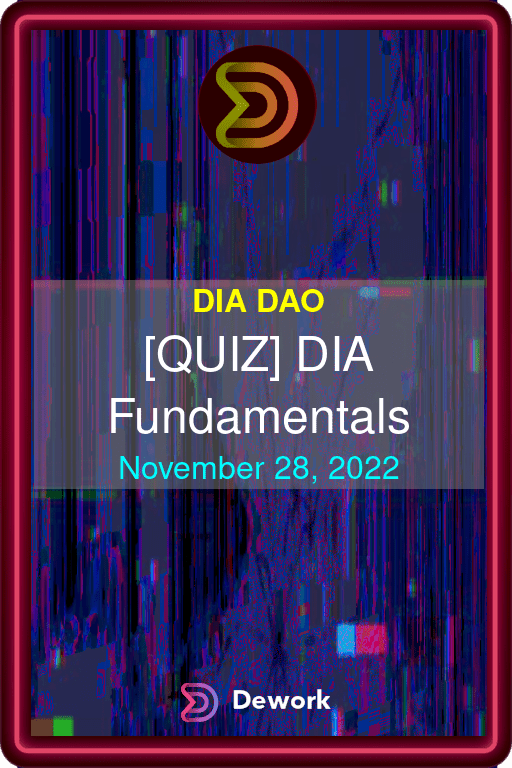 DIA DAO
[QUIZ] DIA
Fundamentals
November 28, 2022
Dework